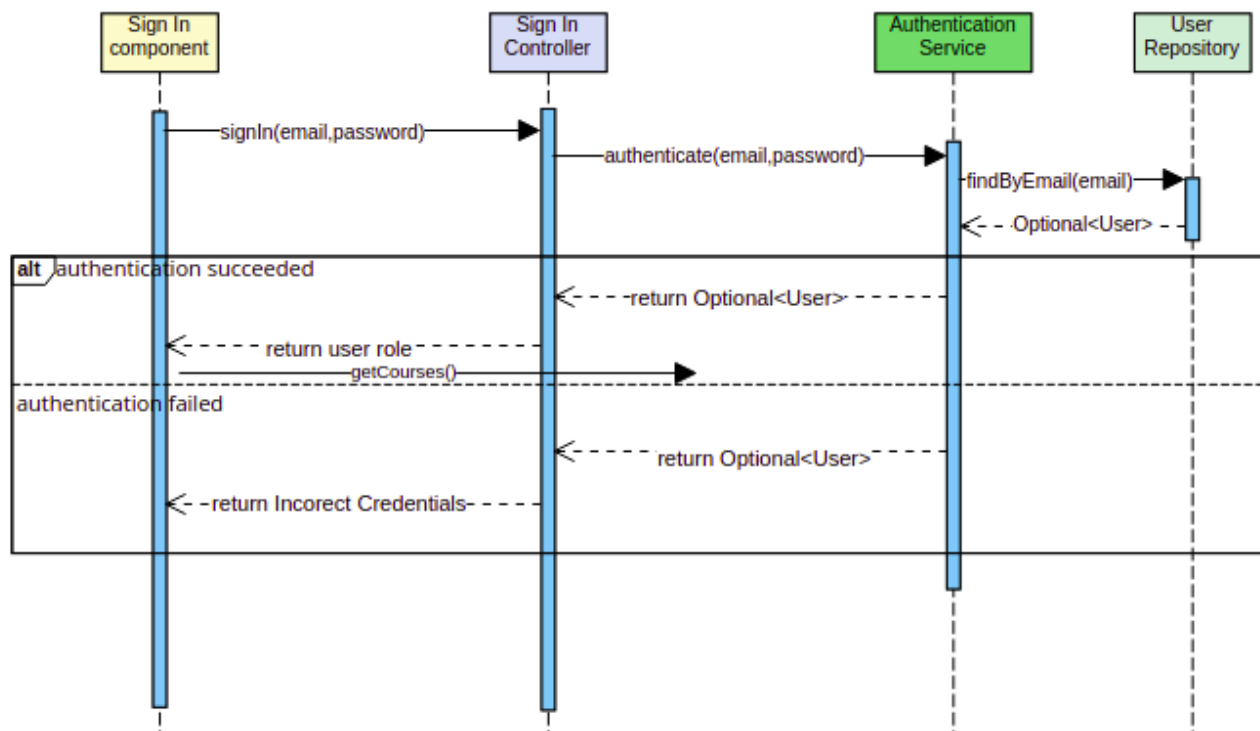 Sign In
component
Sign In
Controller
Authentication
Service
User
Repository
signIn(email,password)
authenticate(email,password)
findByEmail(email)
Optional<User>
alt authentication succeeded
return Optional<User>
return user role
getCourses()
authentication failed
return Optional<User>
return Incorect Credentials